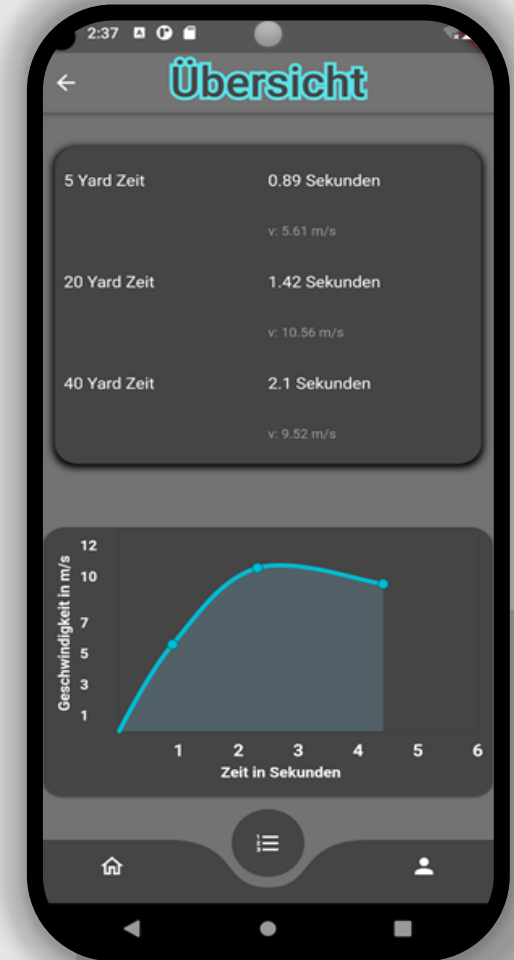 2:37
Übersicht
5 Yard Zeit 0.89 Sekunden
v: 5.61 m/s
20 Yard Zeit 1.42 Sekunden
v: 10.56 m/s
40 Yard Zeit 2.1 Sekunden
v: 9.52 m/s
Geschwindigkeit in m/s
12
10
7
5
3
1
1 2 3 4 5 6
Zeit in Sekunden